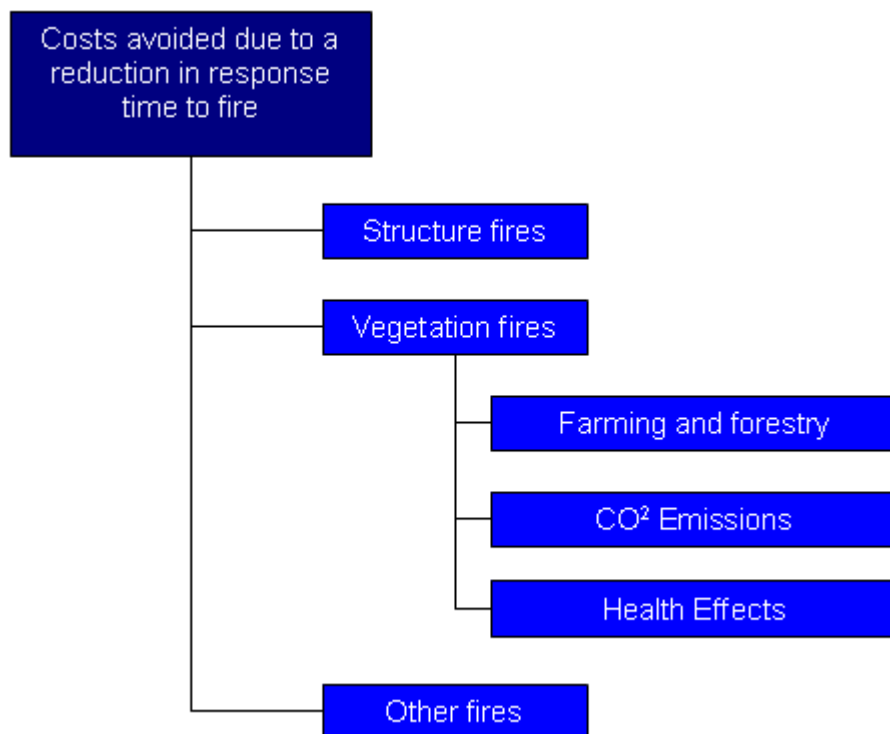 Costs avoided due to a
reduction in response
time to fire
Structure fires
Vegetation fires
Farming and forestry
CO² Emissions
Health Effects
Other fires